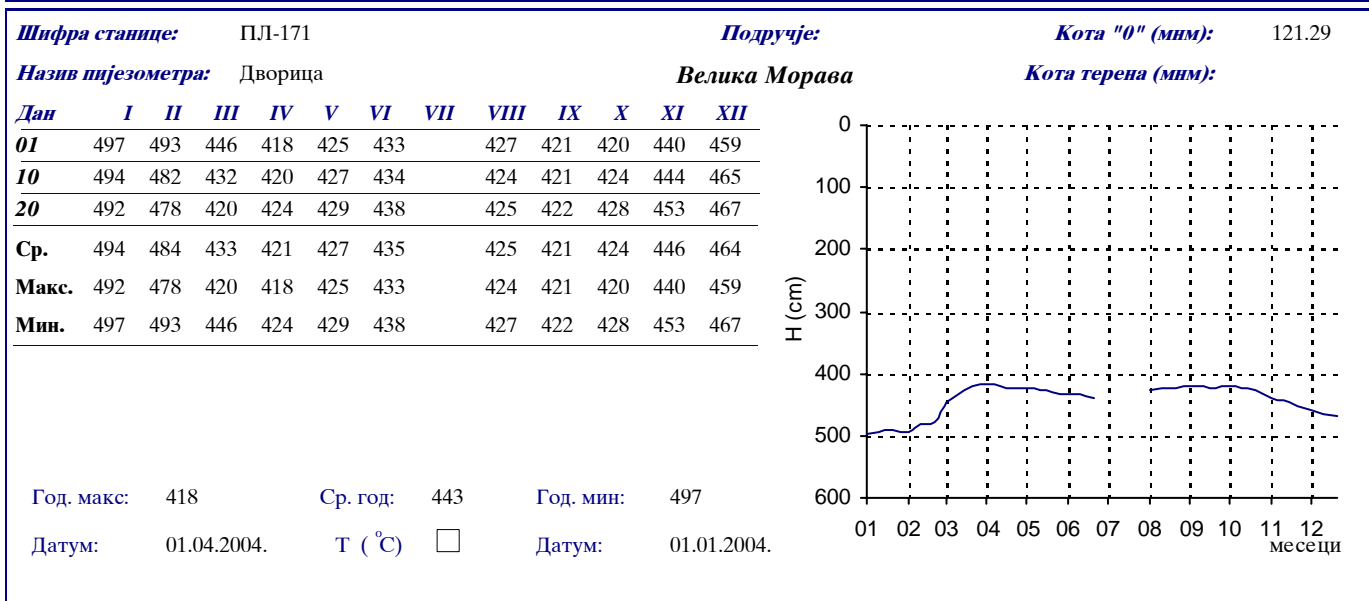 Шифра станице: ПЛ-171 Подручје: Кота "0" (мнм): 121.29
Назив пијезометра: Дворица Велика Морава Кота терена (мнм):
Дан I II III IV V VI VII VIII IX X XI XII
01 497 493 446 418 425 433 427 421 420 440 459
10 494 482 432 420 427 434 424 421 424 444 465
20 492 478 420 424 429 438 425 422 428 453 467
Ср. 494 484 433 421 427 435 425 421 424 446 464
Макс. 492 478 420 418 425 433 424 421 420 440 459
Мин. 497 493 446 424 429 438 427 422 428 453 467
0
100
200
300
400
500
600
H (cm)
01 02 03 04 05 06 07 08 09 10 11 12
месеци
Год. макс: 418 Ср. год: 443 Год. мин: 497
Датум: 01.04.2004. Т ( °C) Датум: 01.01.2004.